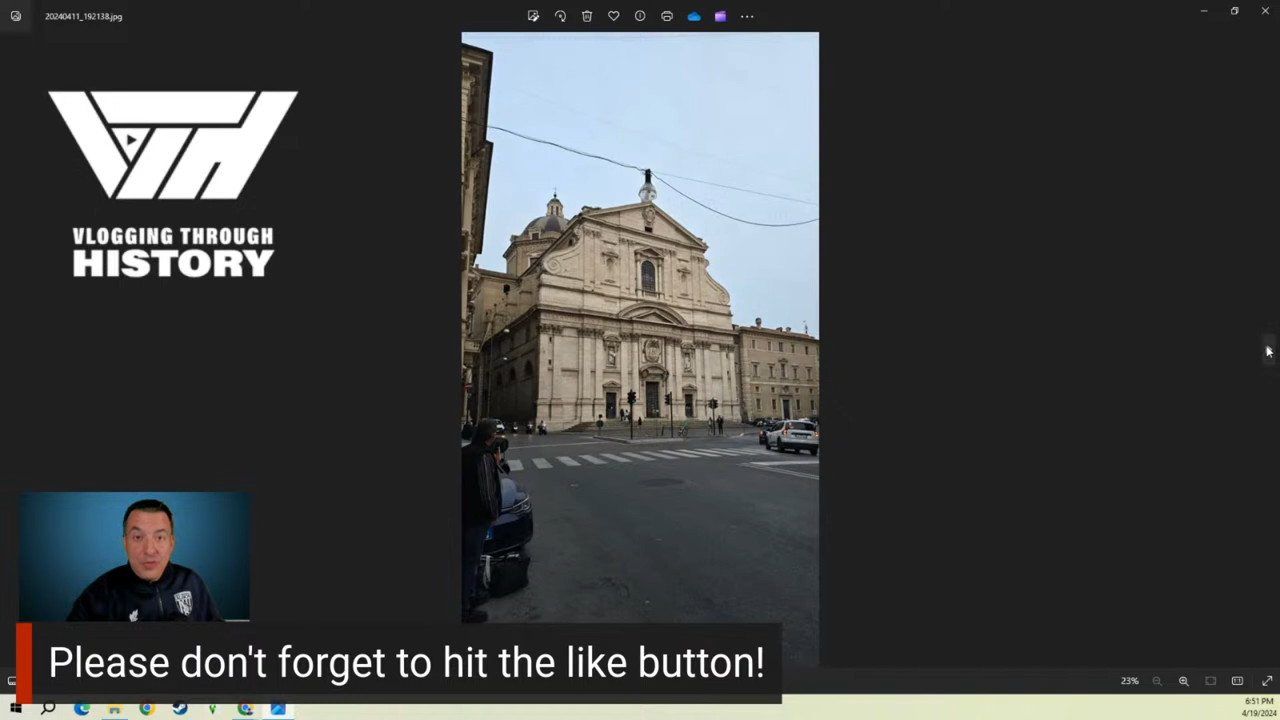 20240411_192138.jpg
VLOGGING THROUGH
HISTORY
Please don't forget to hit the like button!
23%
6:51 PM
4/19/2024